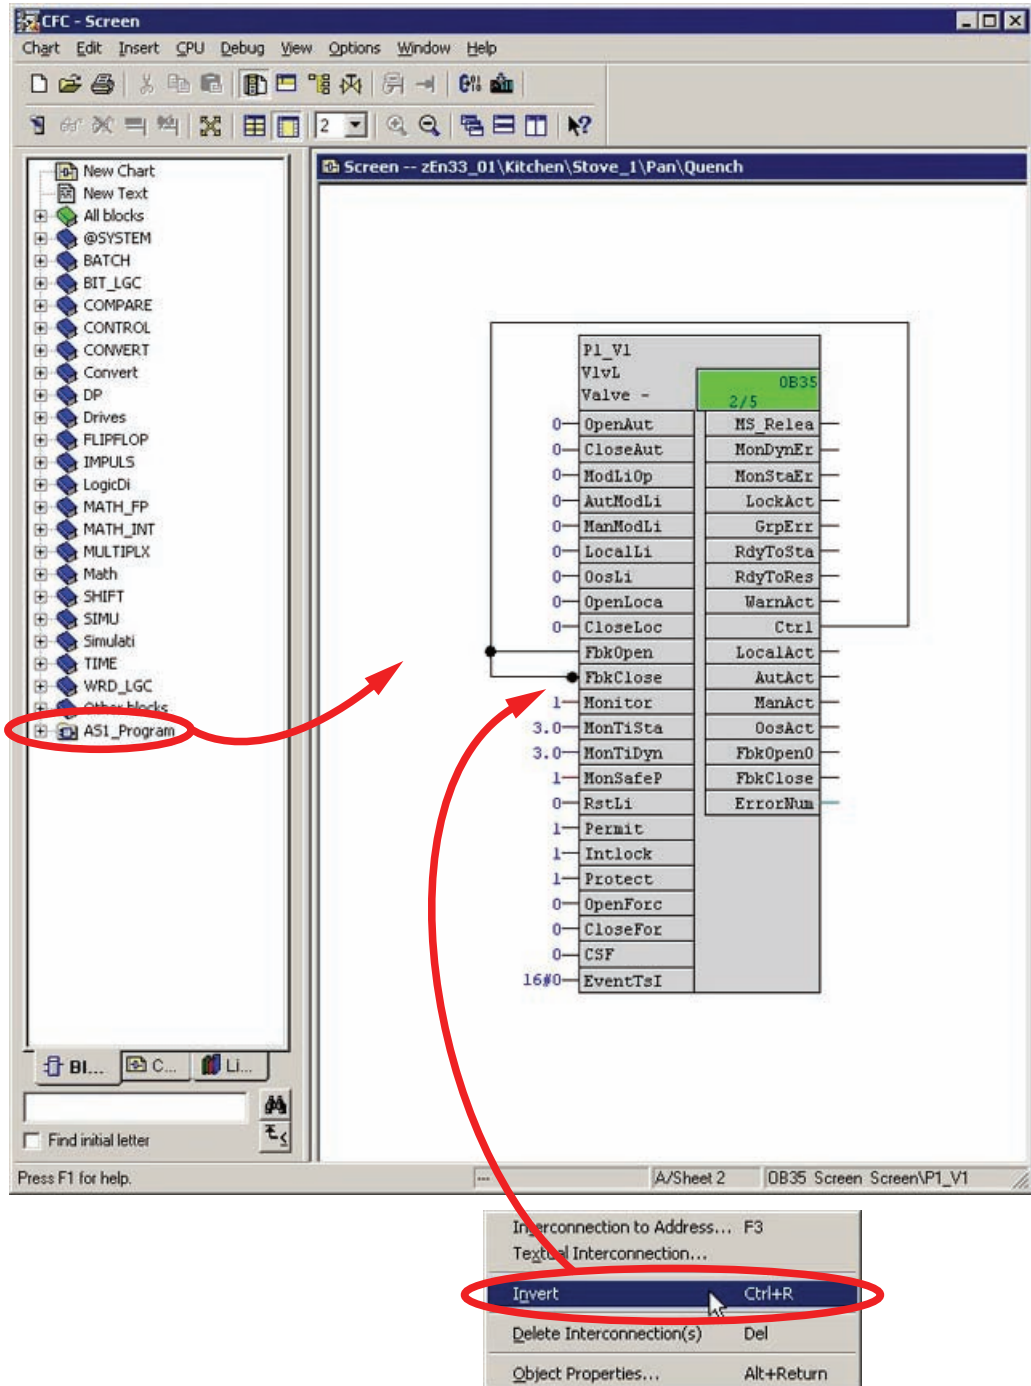 CFC - Screen
Chart Edit Insert CPU Debug View Options Window Help
2
New Chart
New Text
All blocks
@SYSTEM
BATCH
BIT_LGC
COMPARE
CONTROL
CONVERT
Convert
DP
Drives
FLIPFLOP
IMPULS
LogicDi
MATH_FP
MATH_INT
MULTIPLX
Math
SHIFT
SIMU
Simulati
TIME
WRD_LGC
Other blocks
AS1_Program
Bl... C... Li...
Find initial letter
Screen -- zEn33_01\Kitchen\Stove_1\Pan\Quench
P1_V1
VlvL
Valve -
OB35
2/5
0 OpenAut MS_Relea
0 CloseAut MonDynEr
0 ModLiOp MonStaEr
0 AutModLi LockAct
0 ManModLi GrpErr
0 LocalLi RdyToSta
0 OosLi RdyToRes
0 OpenLoca WarnAct
0 CloseLoc Ctrl
FbkOpen LocalAct
FbkClose AutAct
1 Monitor ManAct
3.0 MonTiSta OosAct
3.0 MonTiDyn FbkOpenO
1 MonSafeP FbkClose
0 RstLi ErrorNum
1 Permit
1 Intlock
1 Protect
0 OpenForc
0 CloseFor
0 CSF
16#0 EventTsI
Press F1 for help. --- A/Sheet 2 OB35 Screen Screen\P1_V1
Interconnection to Address... F3
Textual Interconnection...
Invert Ctrl+R
Delete Interconnection(s) Del
Object Properties... Alt+Return